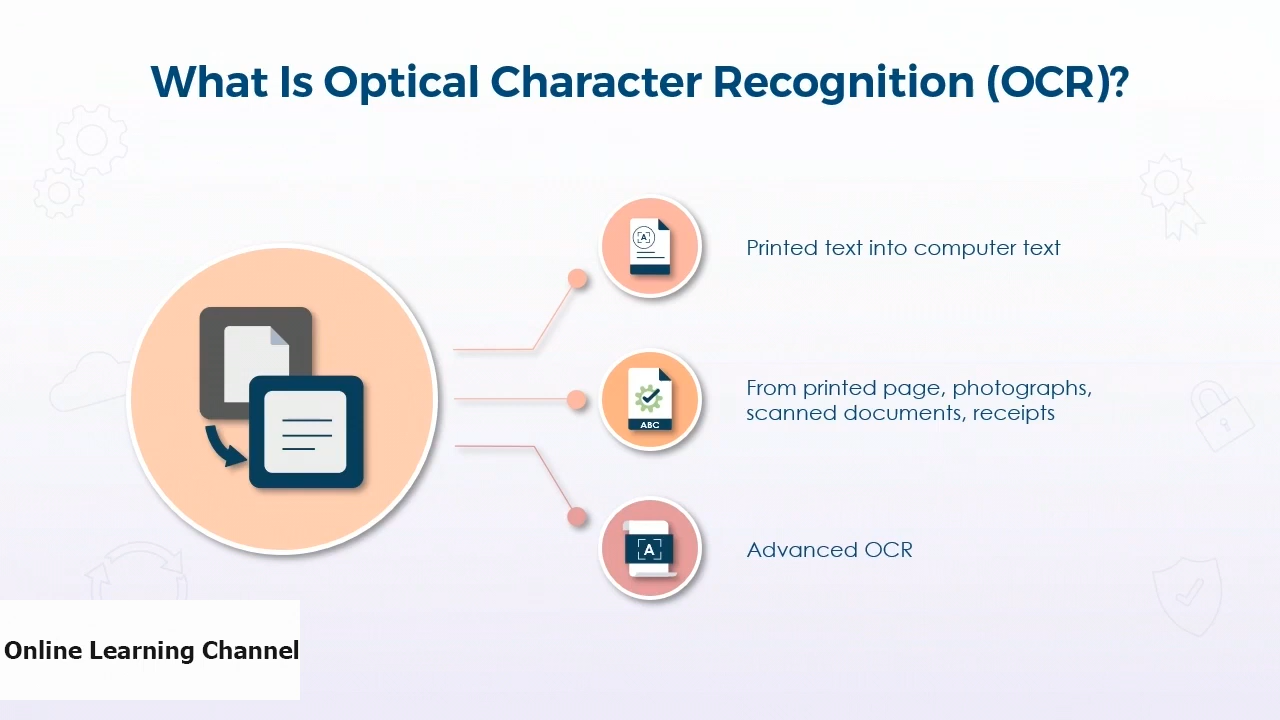 What Is Optical Character Recognition (OCR)?
A
Printed text into computer text
ABC
From printed page, photographs,
scanned documents, receipts
A
Advanced OCR
Online Learning Channel